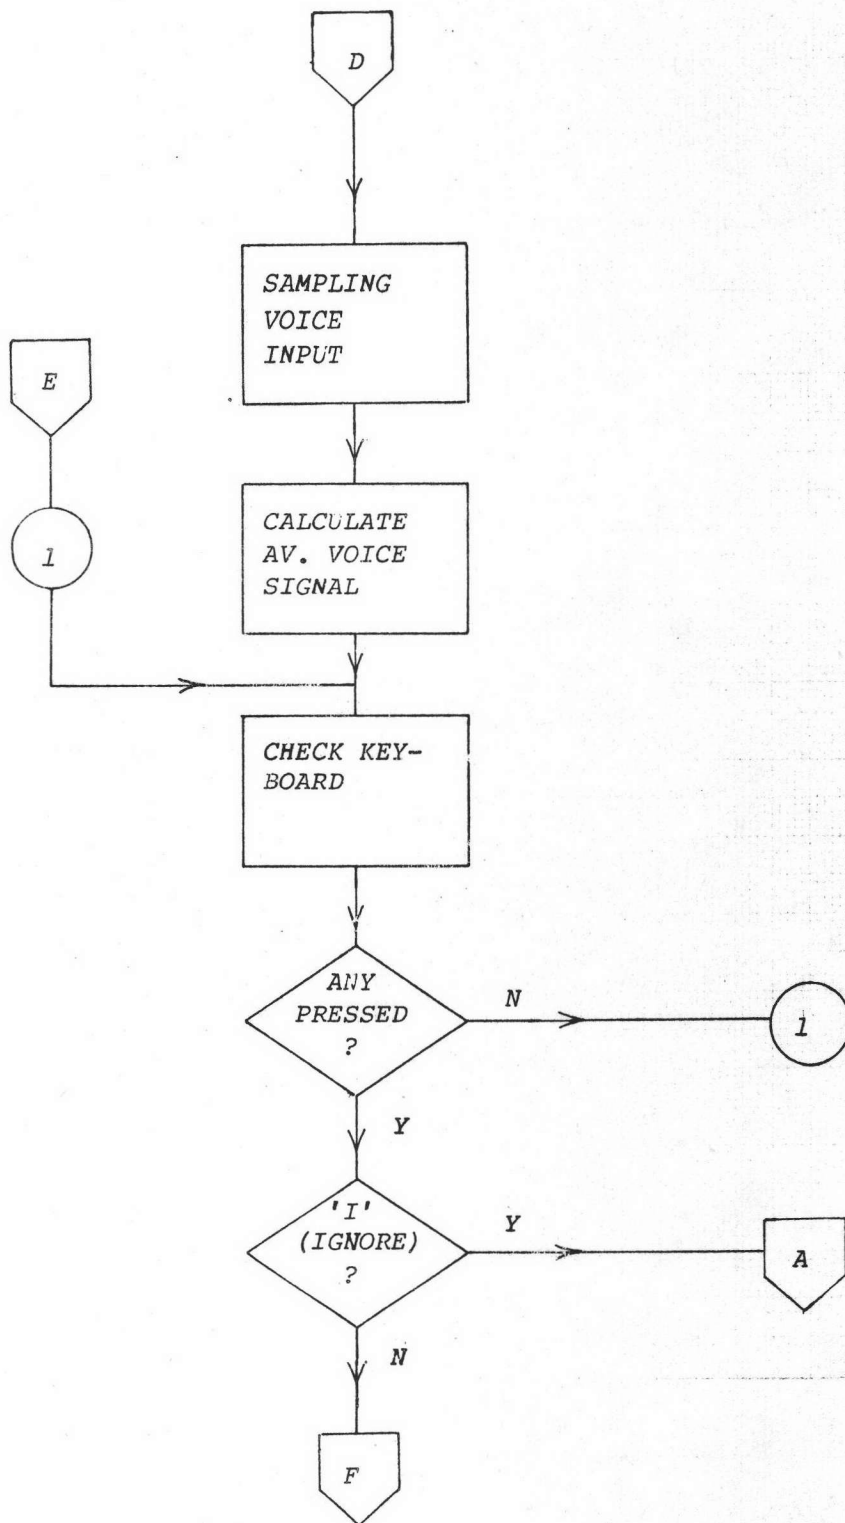 D
SAMPLING
VOICE
INPUT
E
1
CALCULATE
AV. VOICE
SIGNAL
CHECK KEY-
BOARD
ANY
PRESSED
?
N
1
Y
'I'
(IGNORE)
?
Y
A
N
F